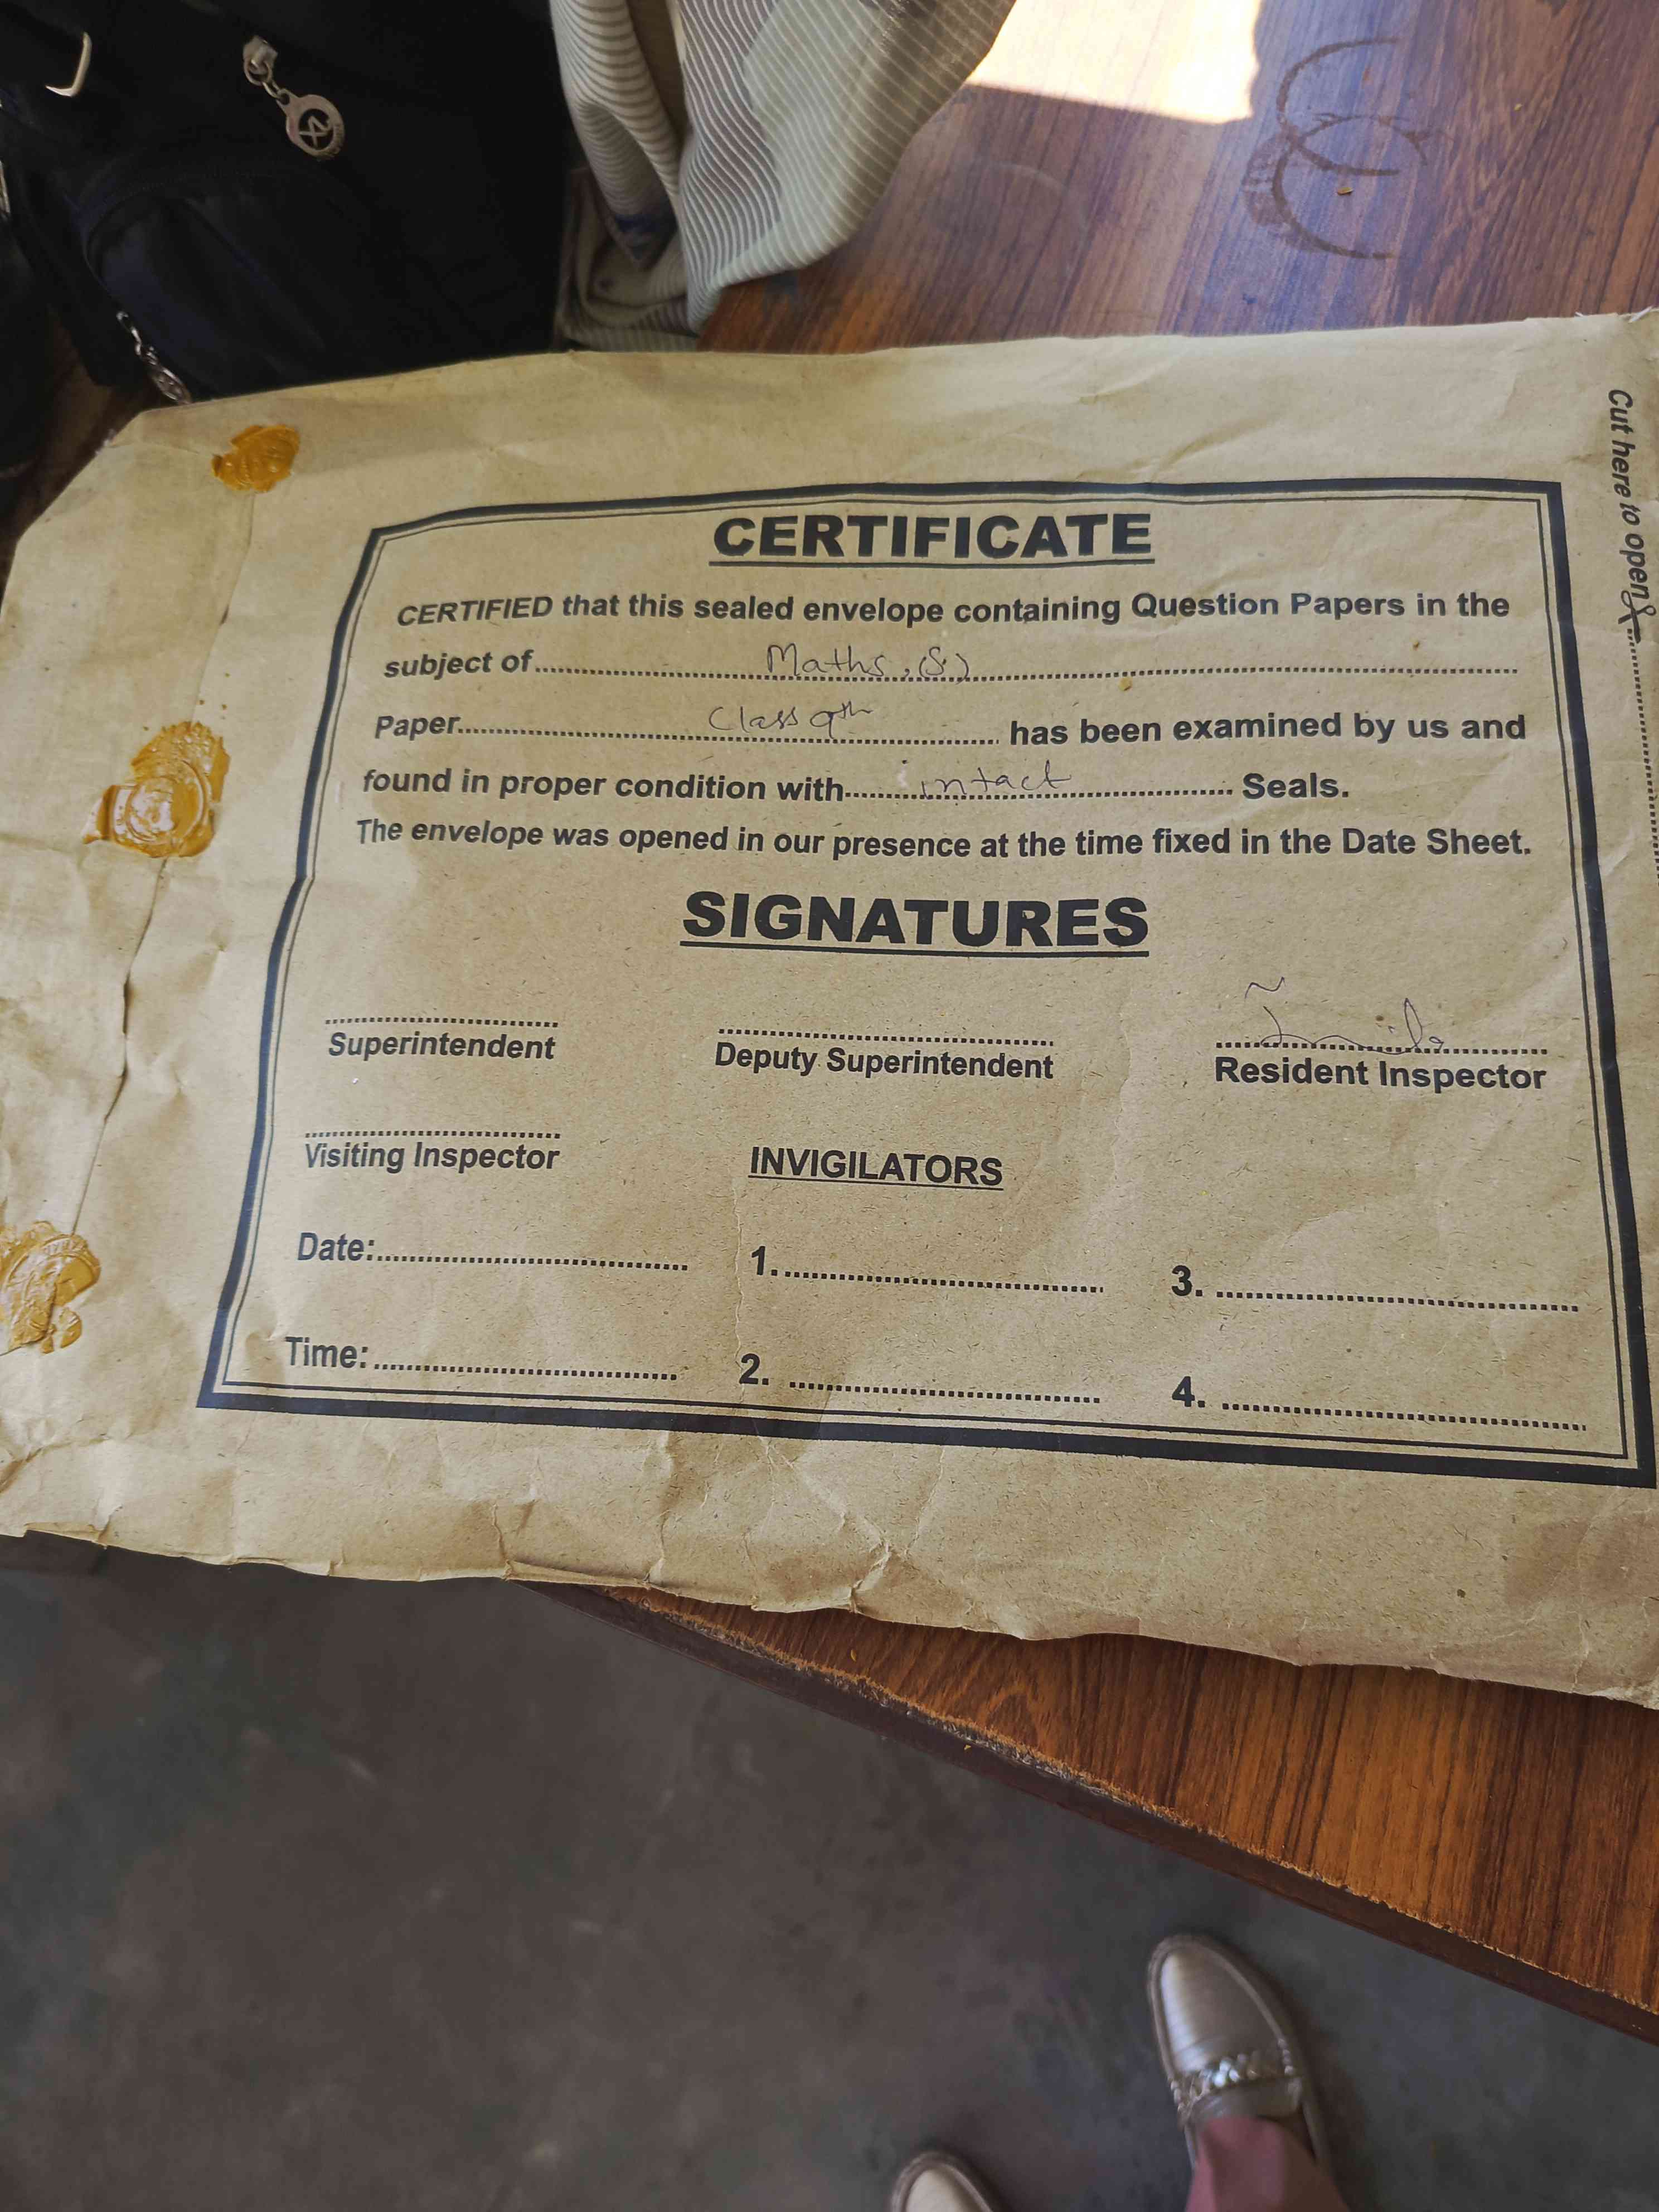 Cut here to open
CERTIFICATE
CERTIFIED that this sealed envelope containing Question Papers in the
subject of........Maths (S)........
Paper........Class 9th........has been examined by us and
found in proper condition with........intact........Seals.
The envelope was opened in our presence at the time fixed in the Date Sheet.
SIGNATURES
Superintendent Deputy Superintendent Resident Inspector
Visiting Inspector INVIGILATORS
Date:........ 1......... 3.........
Time:........ 2......... 4.........